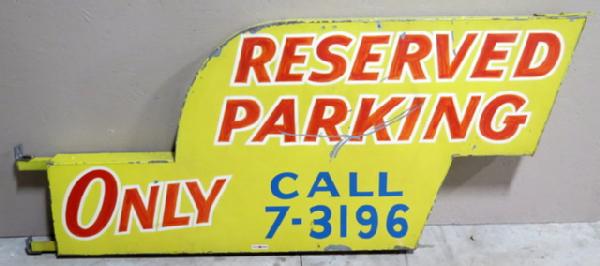 RESERVED
PARKING
ONLY
CALL
7-3196